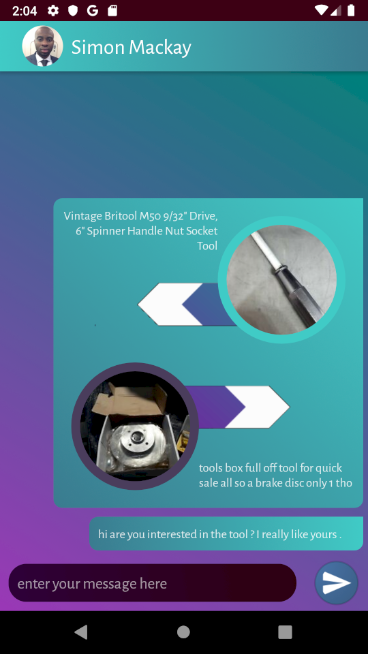 2:04
Simon Mackay
Vintage Britool M50 9/32" Drive,
6" Spinner Handle Nut Socket
Tool
tools box full off tool for quick
sale all so a brake disc only 1 tho
hi are you interested in the tool ? I really like yours .
enter your message here